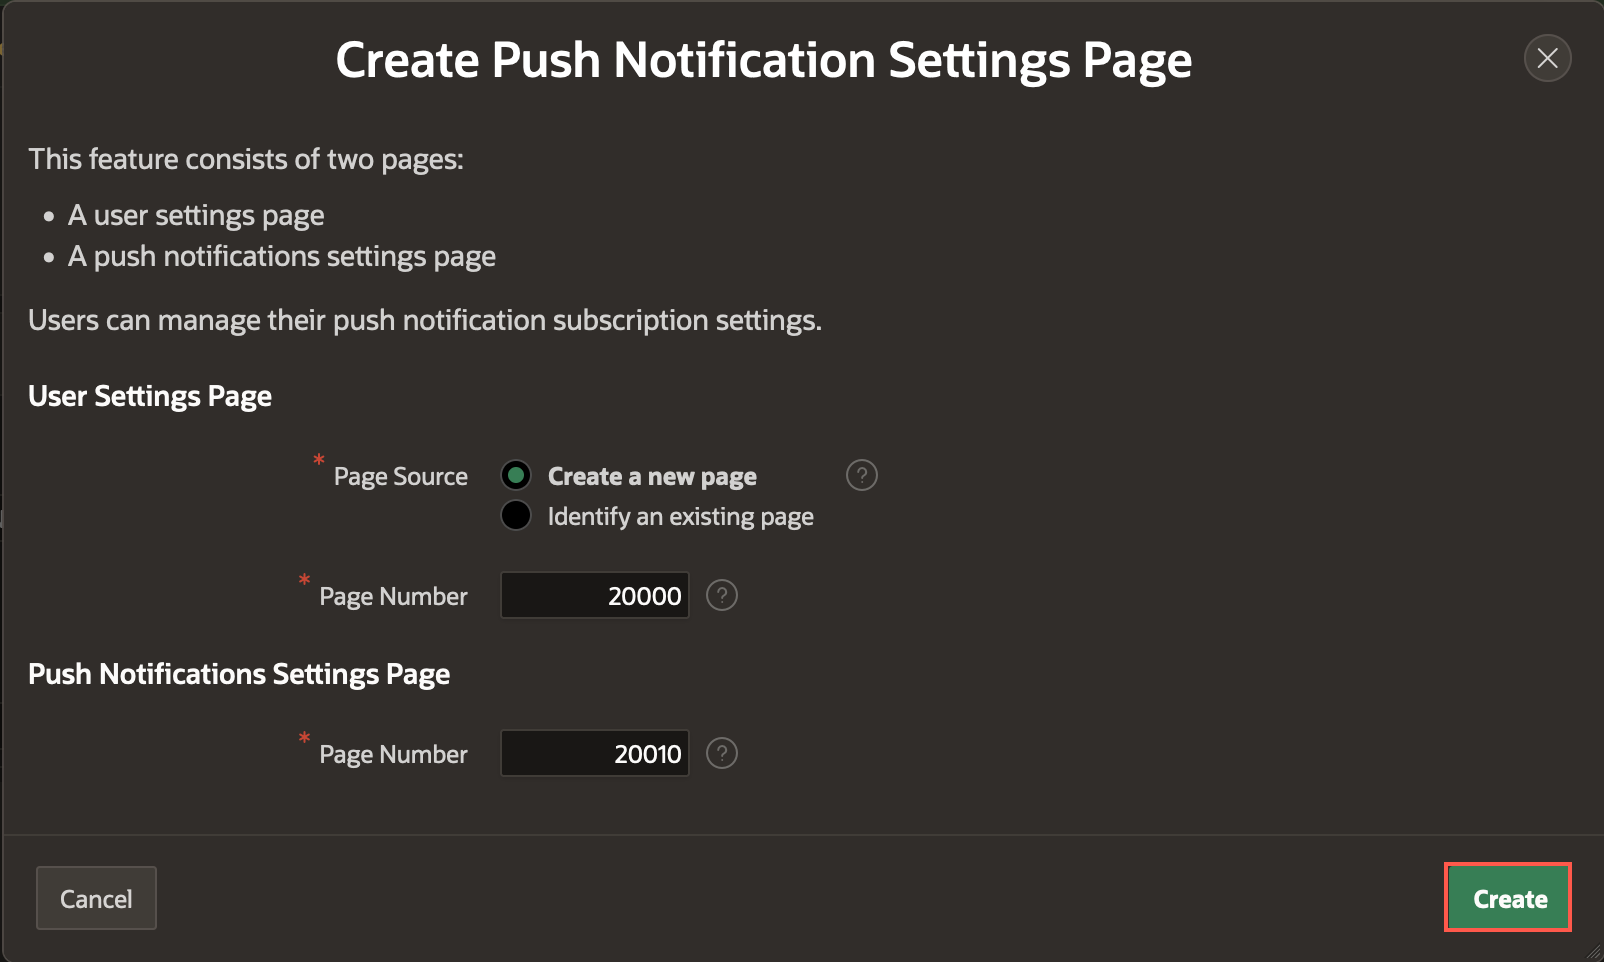 Create Push Notification Settings Page
This feature consists of two pages:
• A user settings page
• A push notifications settings page
Users can manage their push notification subscription settings.
User Settings Page
* Page Source
Create a new page
?
Identify an existing page
* Page Number
20000
?
Push Notifications Settings Page
* Page Number
20010
?
Cancel
Create